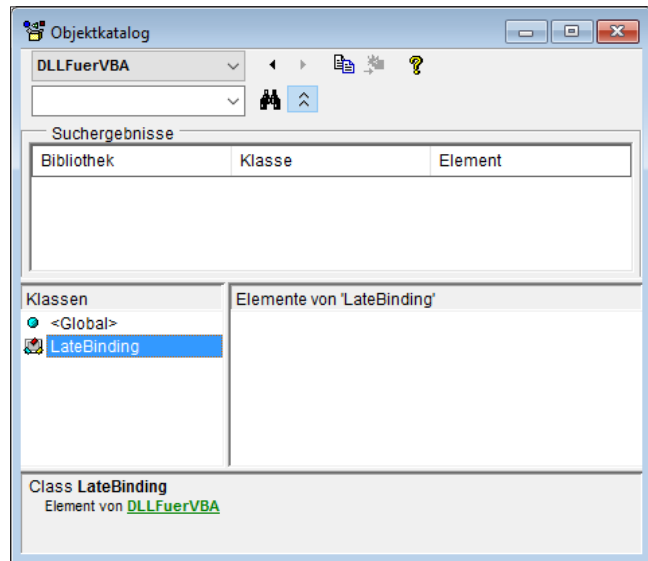 Objektkatalog
DLLFuerVBA
Suchergebnisse
Bibliothek Klasse Element
Klassen Elemente von 'LateBinding'
<Global>
LateBinding
Class LateBinding
Element von DLLFuerVBA